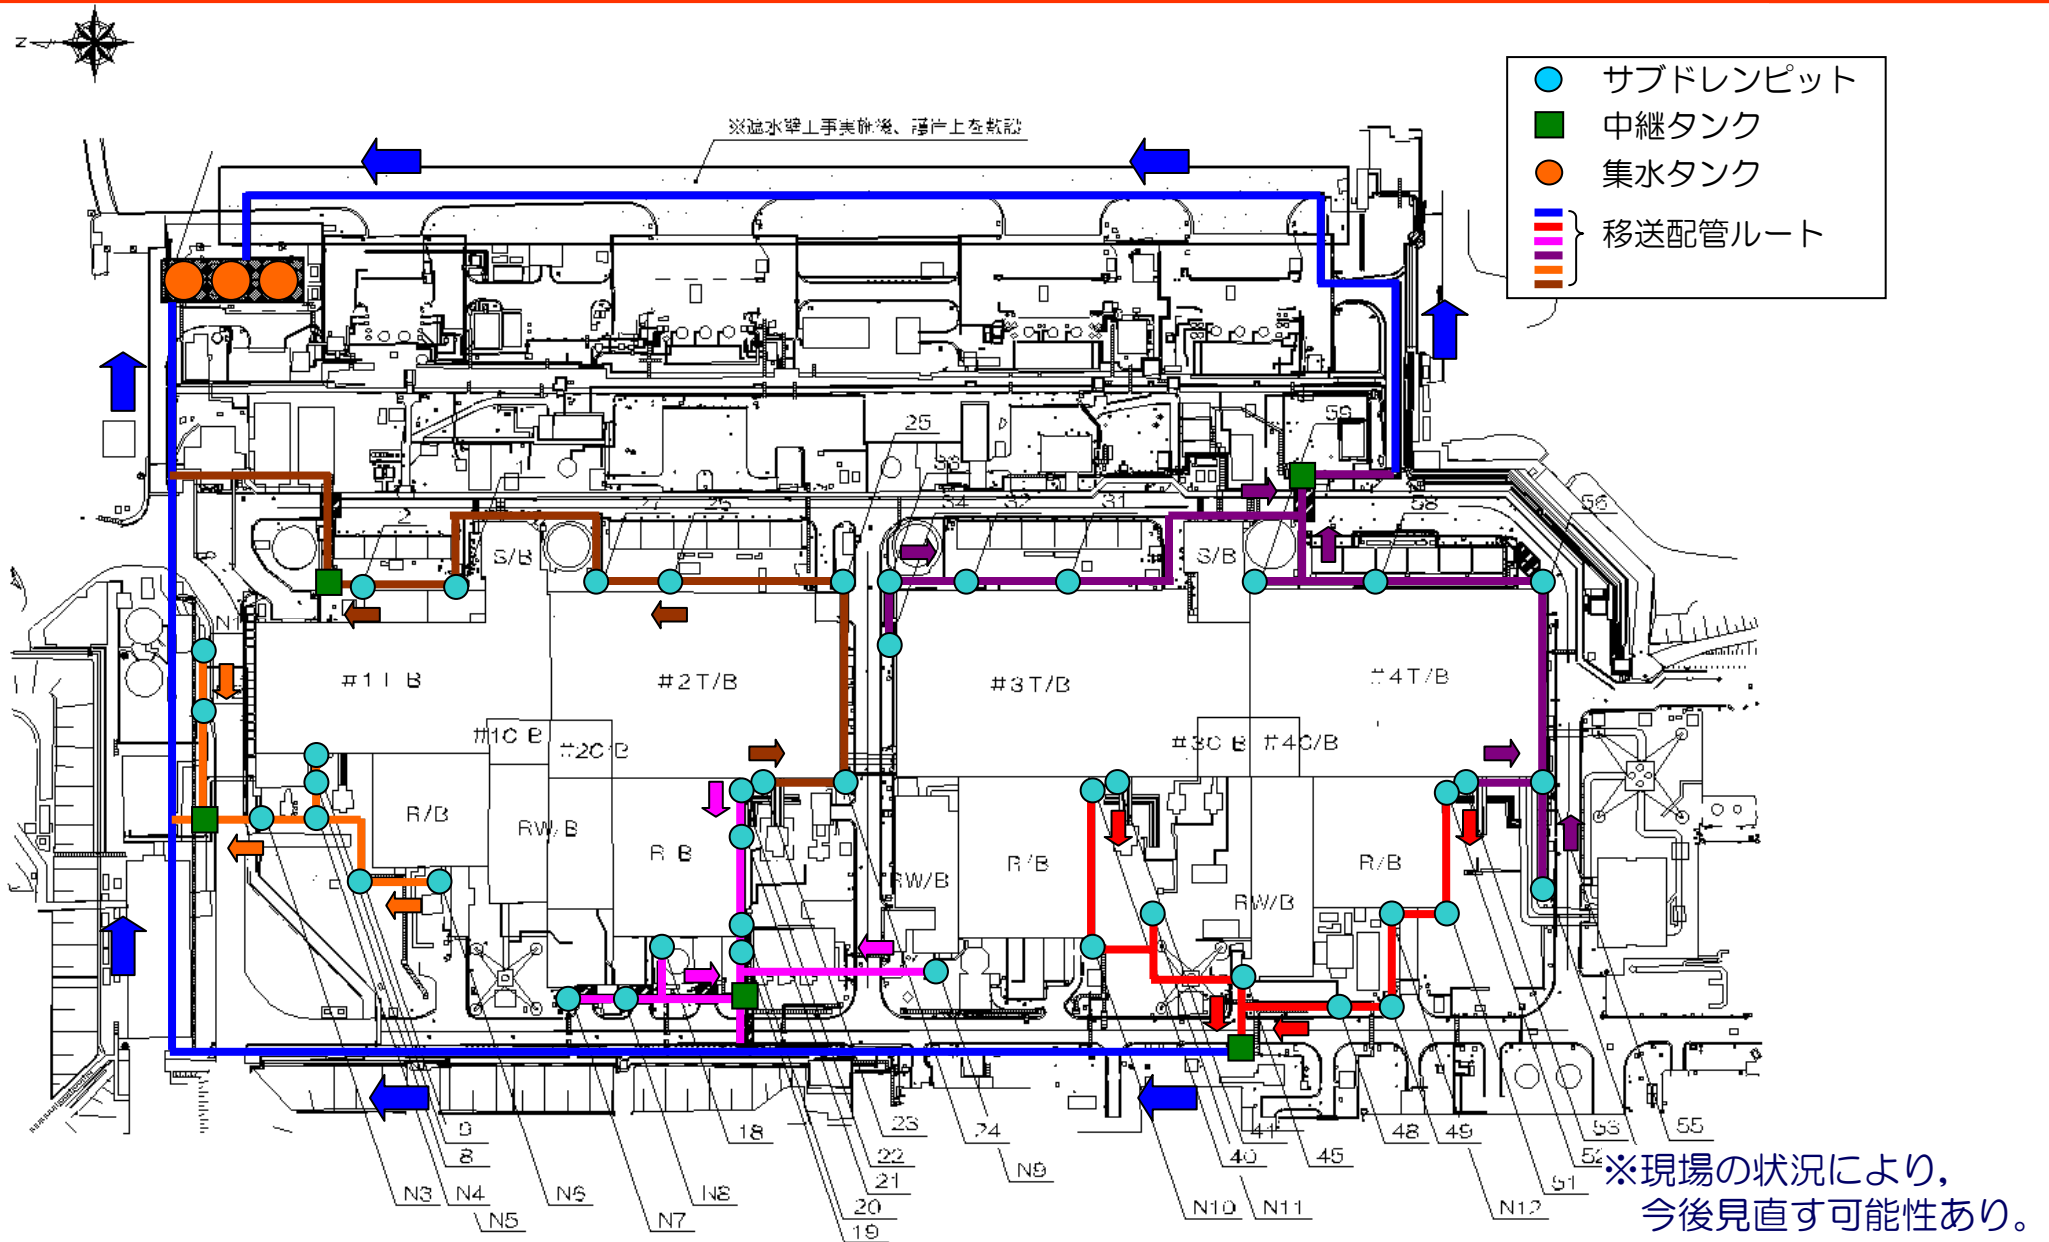 N
サブドレンピット
中継タンク
集水タンク
移送配管ルート
※遮水壁工事実施後、護岸上を敷設
25
59
2
27
26
34
32
31
58
56
S/B
S/B
N1
#2T/B
#3T/B
#4T/B
#2C/B
#4C/B
R/B
RW/B
R/B
R/B
RW/B
RW/B
9
8
18
23
22
21
20
19
24
N9
N3
N4
N5
N6
N7
N8
41
40
45
48
49
53
55
52
51
N10
N11
N12
※現場の状況により，
今後見直す可能性あり。